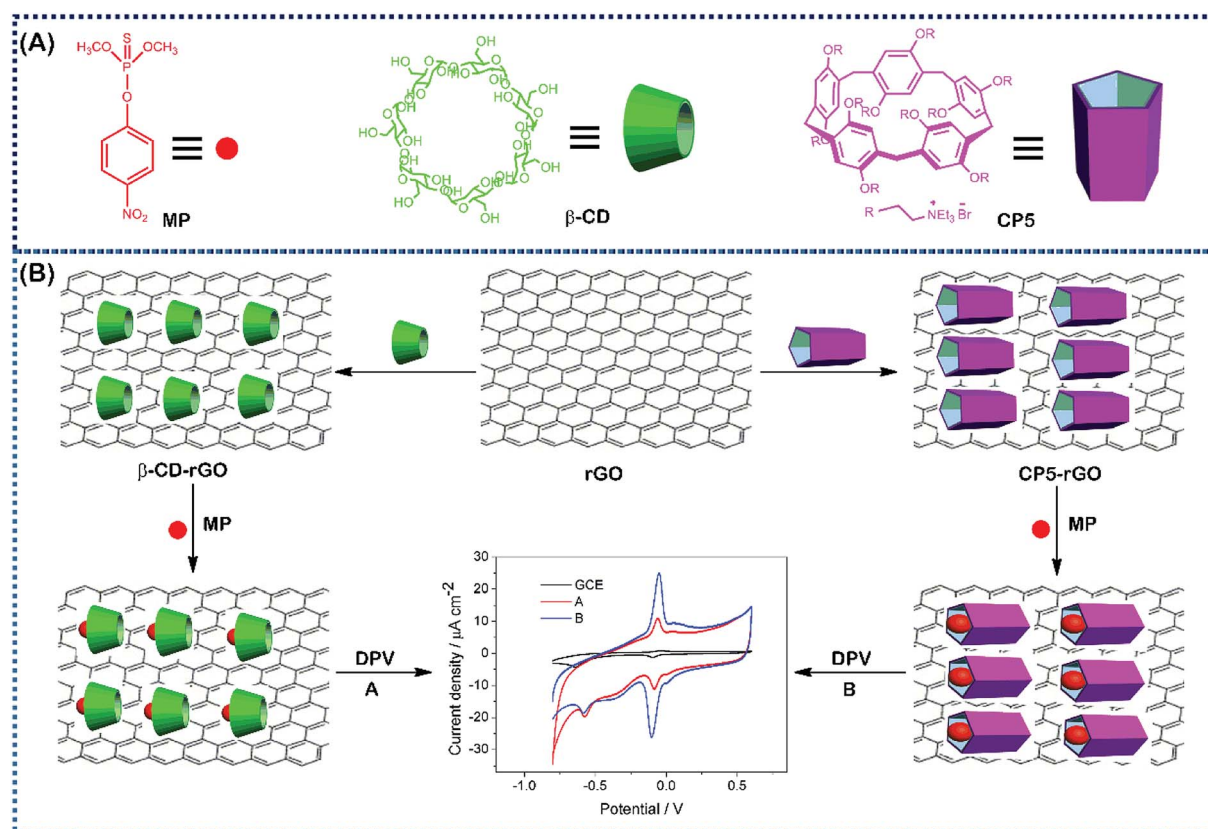 (A)
S
H₃CO
OCH₃
P
O
NO₂
MP
HO
OH
O
β-CD
OR
RO
R
+
NEt₃
−
Br
CP5
(B)
β-CD-rGO
rGO
CP5-rGO
MP
MP
DPV
A
DPV
B
GCE
A
B
30
20
10
0
-10
-20
-30
Current density / μA cm⁻²
-1.0 -0.5 0.0 0.5
Potential / V